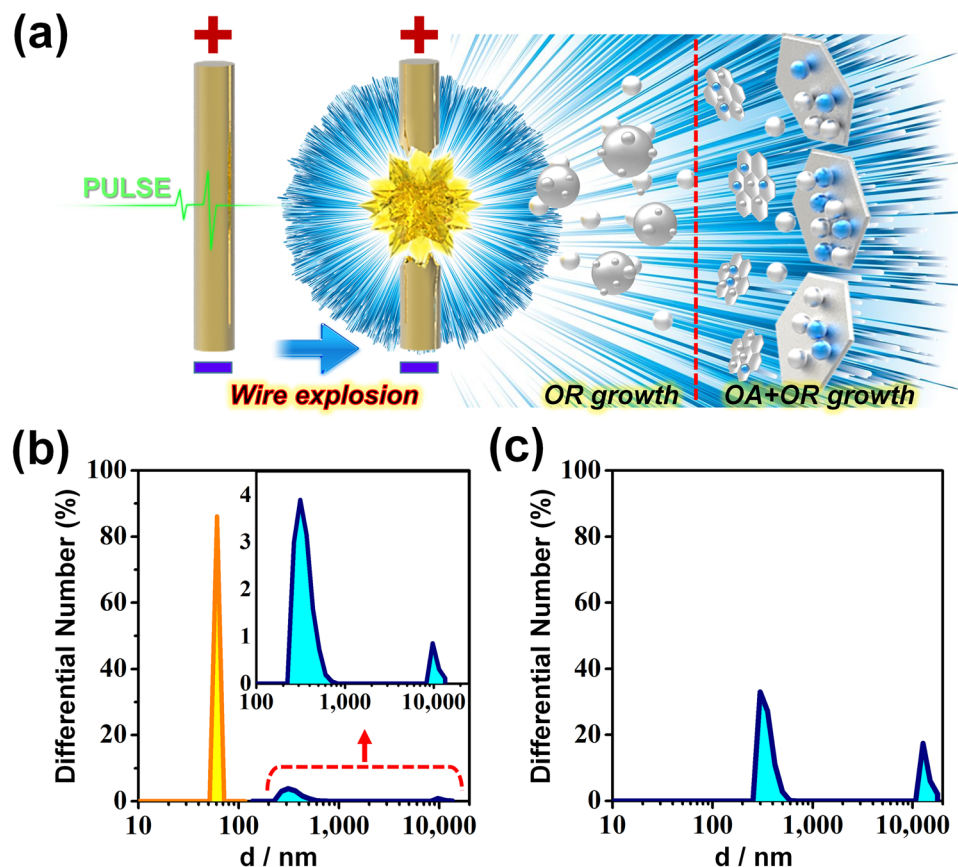 (a)
+ +
PULSE
- -
Wire explosion OR growth OA+OR growth
(b)
Differential Number (%)
100
80
60
40
20
0
10 100 1,000 10,000
d / nm
4
3
2
1
0
100 1,000 10,000
(c)
Differential Number (%)
100
80
60
40
20
0
10 100 1,000 10,000
d / nm